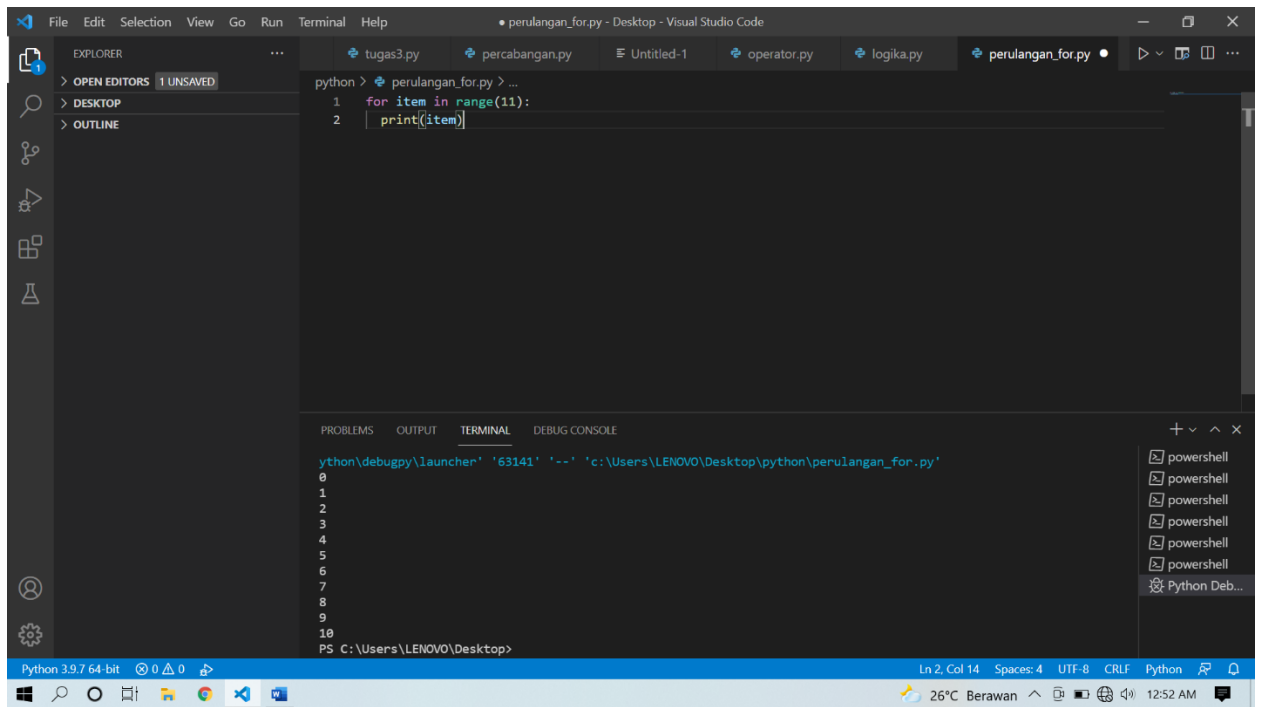 File Edit Selection View Go Run Terminal Help
● perulangan_for.py - Desktop - Visual Studio Code
EXPLORER
OPEN EDITORS 1 UNSAVED
DESKTOP
OUTLINE
1
tugas3.py percabangan.py Untitled-1 operator.py logika.py perulangan_for.py ●
python > perulangan_for.py > ...
1 for item in range(11):
2 print(item)
PROBLEMS OUTPUT TERMINAL DEBUG CONSOLE
ython\debugpy\launcher' '63141' '--' 'c:\Users\LENOVO\Desktop\python\perulangan_for.py'
0
1
2
3
4
5
6
7
8
9
10
PS C:\Users\LENOVO\Desktop>
powershell
powershell
powershell
powershell
powershell
powershell
Python Deb...
Python 3.9.7 64-bit 0 0 Ln 2, Col 14 Spaces: 4 UTF-8 CRLF Python
26°C Berawan 12:52 AM